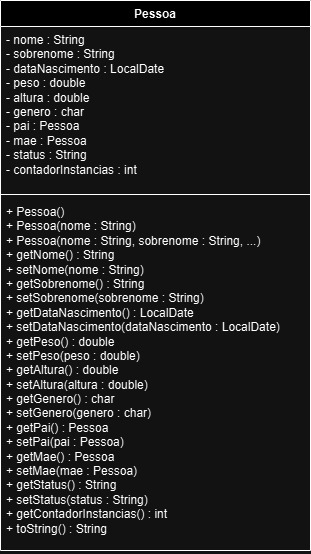 Pessoa
- nome : String
- sobrenome : String
- dataNascimento : LocalDate
- peso : double
- altura : double
- genero : char
- pai : Pessoa
- mae : Pessoa
- status : String
- contadorInstancias : int
+ Pessoa()
+ Pessoa(nome : String)
+ Pessoa(nome : String, sobrenome : String, ...)
+ getNome() : String
+ setNome(nome : String)
+ getSobrenome() : String
+ setSobrenome(sobrenome : String)
+ getDataNascimento() : LocalDate
+ setDataNascimento(dataNascimento : LocalDate)
+ getPeso() : double
+ setPeso(peso : double)
+ getAltura() : double
+ setAltura(altura : double)
+ getGenero() : char
+ setGenero(genero : char)
+ getPai() : Pessoa
+ setPai(pai : Pessoa)
+ getMae() : Pessoa
+ setMae(mae : Pessoa)
+ getStatus() : String
+ setStatus(status : String)
+ getContadorInstancias() : int
+ toString() : String